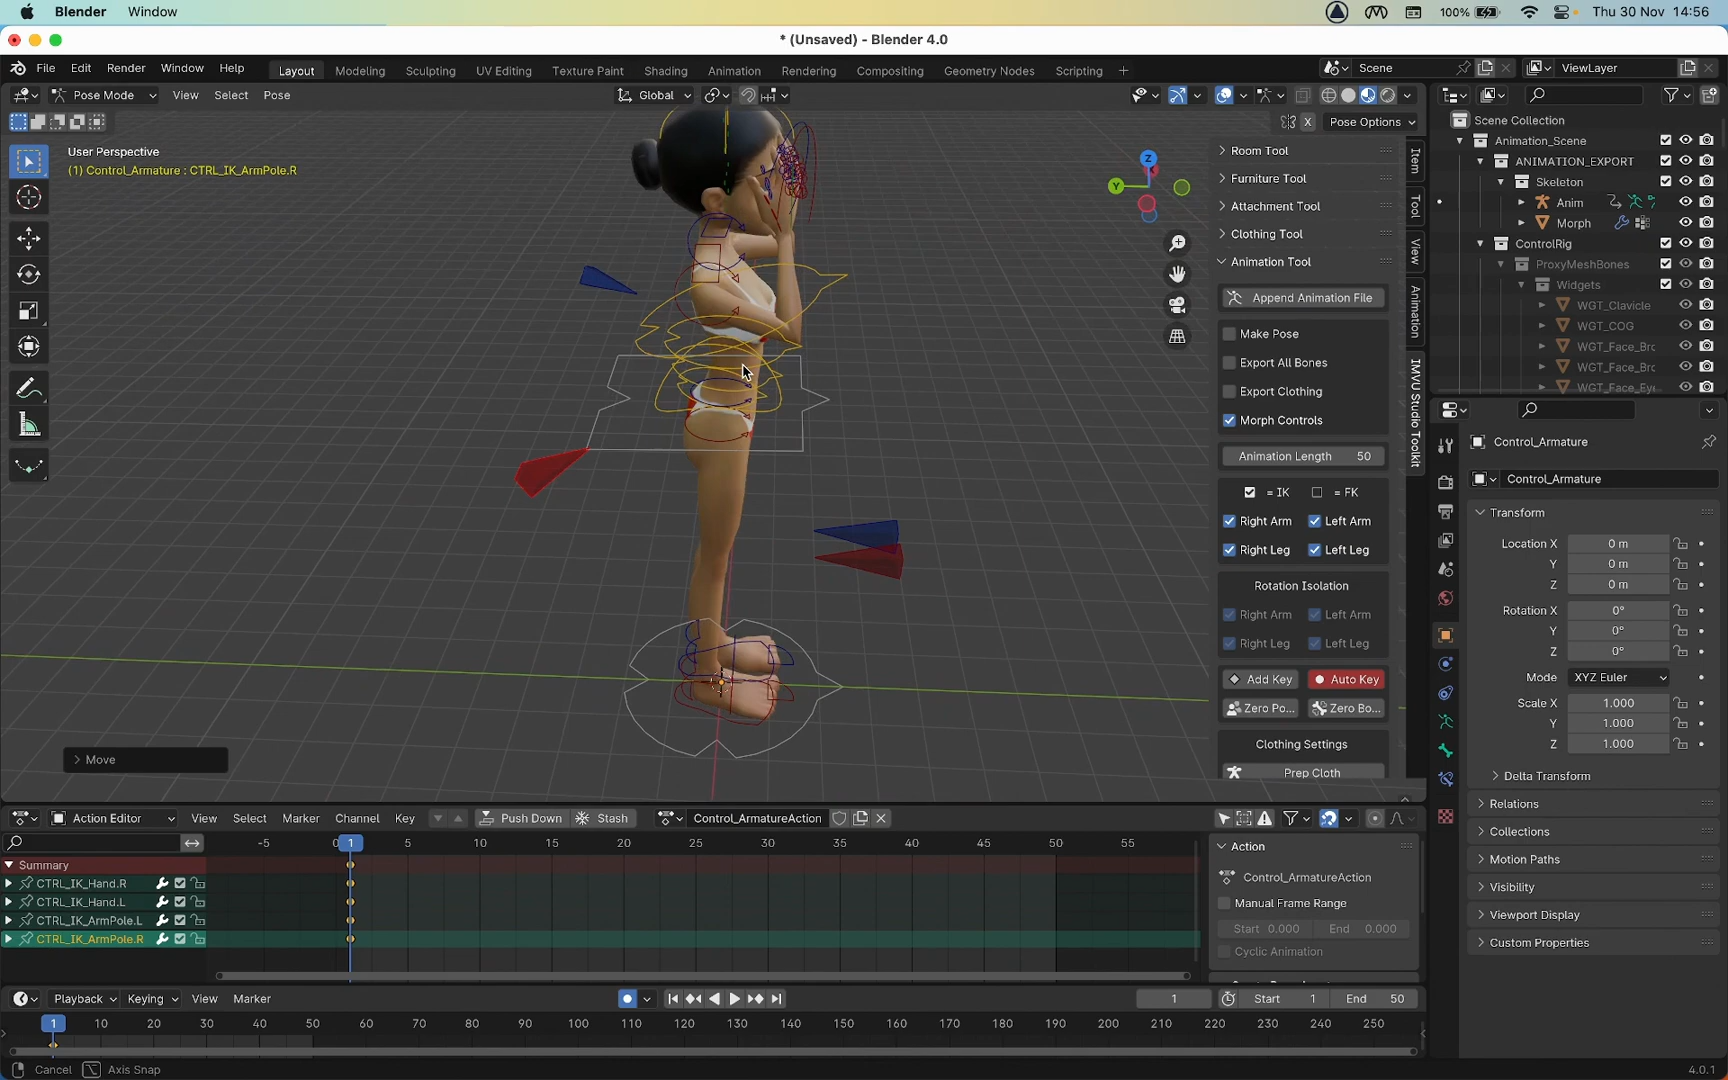 Blender Window 100% Thu 30 Nov 14:56
* (Unsaved) - Blender 4.0
File Edit Render Window Help Layout Modeling Sculpting UV Editing Texture Paint Shading Animation Rendering Compositing Geometry Nodes Scripting + Scene ViewLayer
Pose Mode View Select Pose Global
X Pose Options
User Perspective
(1) Control_Armature : CTRL_IK_ArmPole.R
Z
Y
Move
Room Tool
Furniture Tool
Attachment Tool
Clothing Tool
Animation Tool
Append Animation File
Make Pose
Export All Bones
Export Clothing
Morph Controls
Animation Length 50
= IK = FK
Right Arm Left Arm
Right Leg Left Leg
Rotation Isolation
Right Arm Left Arm
Right Leg Left Leg
Add Key Auto Key
Zero Po... Zero Bo...
Clothing Settings
Prep Cloth
Item
Tool
View
Animation
IMVU Studio Toolkit
Scene Collection
Animation_Scene
ANIMATION_EXPORT
Skeleton
Anim
Morph
ControlRig
ProxyMeshBones
Widgets
WGT_Clavicle
WGT_COG
WGT_Face_Brc
WGT_Face_Brc
WGT_Face_Eye
Control_Armature
Control_Armature
Transform
Location X 0 m
Y 0 m
Z 0 m
Rotation X 0°
Y 0°
Z 0°
Mode XYZ Euler
Scale X 1.000
Y 1.000
Z 1.000
Delta Transform
Relations
Collections
Motion Paths
Visibility
Viewport Display
Custom Properties
Action Editor View Select Marker Channel Key Push Down Stash Control_ArmatureAction
-5 0 1 5 10 15 20 25 30 35 40 45 50 55
Summary
CTRL_IK_Hand.R
CTRL_IK_Hand.L
CTRL_IK_ArmPole.L
CTRL_IK_ArmPole.R
Action
Control_ArmatureAction
Manual Frame Range
Start 0.000 End 0.000
Cyclic Animation
Playback Keying View Marker 1 Start 1 End 50
1 10 20 30 40 50 60 70 80 90 100 110 120 130 140 150 160 170 180 190 200 210 220 230 240 250
Cancel Axis Snap 4.0.1